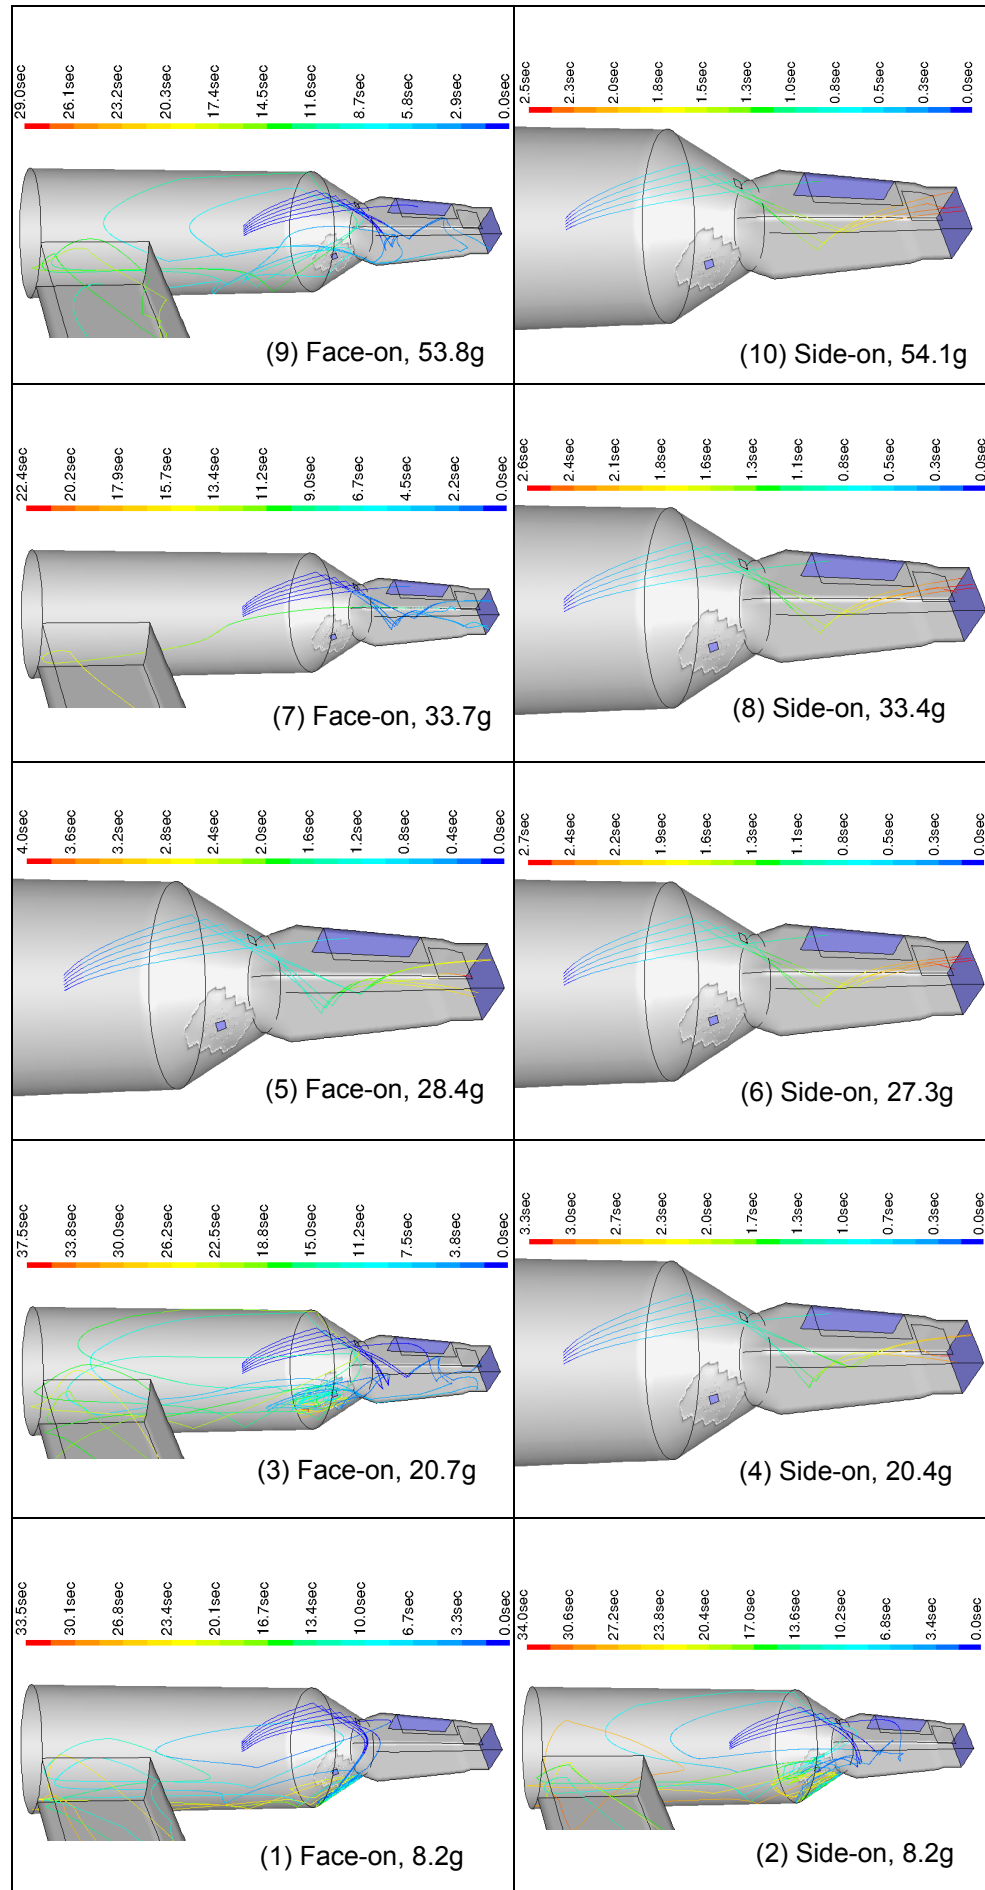 29.0sec
26.1sec
23.2sec
20.3sec
17.4sec
14.5sec
11.6sec
8.7sec
5.8sec
2.9sec
0.0sec
(9) Face-on, 53.8g
2.5sec
2.3sec
2.0sec
1.8sec
1.5sec
1.3sec
1.0sec
0.8sec
0.5sec
0.3sec
0.0sec
(10) Side-on, 54.1g
22.4sec
20.2sec
17.9sec
15.7sec
13.4sec
11.2sec
9.0sec
6.7sec
4.5sec
2.2sec
0.0sec
(7) Face-on, 33.7g
2.6sec
2.4sec
2.1sec
1.8sec
1.6sec
1.3sec
1.1sec
0.8sec
0.5sec
0.3sec
0.0sec
(8) Side-on, 33.4g
4.0sec
3.6sec
3.2sec
2.8sec
2.4sec
2.0sec
1.6sec
1.2sec
0.8sec
0.4sec
0.0sec
(5) Face-on, 28.4g
2.7sec
2.4sec
2.2sec
1.9sec
1.6sec
1.3sec
1.1sec
0.8sec
0.5sec
0.3sec
0.0sec
(6) Side-on, 27.3g
37.5sec
33.8sec
30.0sec
26.2sec
22.5sec
18.8sec
15.0sec
11.2sec
7.5sec
3.8sec
0.0sec
(3) Face-on, 20.7g
3.3sec
3.0sec
2.7sec
2.3sec
2.0sec
1.7sec
1.3sec
1.0sec
0.7sec
0.3sec
0.0sec
(4) Side-on, 20.4g
33.5sec
30.1sec
26.8sec
23.4sec
20.1sec
16.7sec
13.4sec
10.0sec
6.7sec
3.3sec
0.0sec
(1) Face-on, 8.2g
34.0sec
30.6sec
27.2sec
23.8sec
20.4sec
17.0sec
13.6sec
10.2sec
6.8sec
3.4sec
0.0sec
(2) Side-on, 8.2g